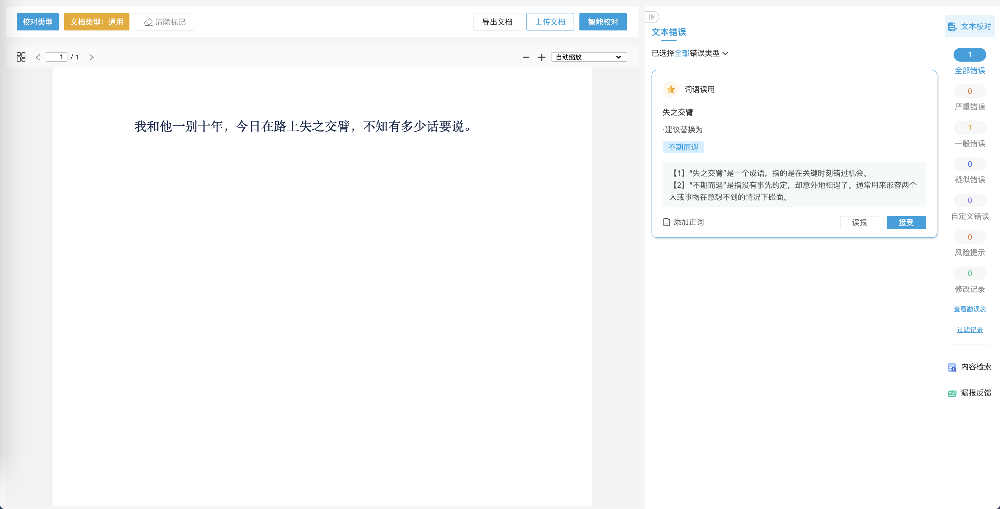 校对类型 文档类型：通用 清除标记 导出文档 上传文档 智能校对
1 / 1 自动缩放
我和他一别十年，今日在路上失之交臂，不知有多少话要说。
文本错误
已选择全部错误类型
词语误用
失之交臂
·建议替换为
不期而遇
【1】“失之交臂”是一个成语，指的是在关键时刻错过机会。
【2】“不期而遇”是指没有事先约定，却意外地相遇了。通常用来形容两个
人或事物在意想不到的情况下碰面。
添加正词 误报 接受
文本校对
1
全部错误
0
严重错误
1
一般错误
0
疑似错误
0
自定义错误
0
风险提示
0
修改记录
查看勘误表
过滤记录
内容检索
漏报反馈